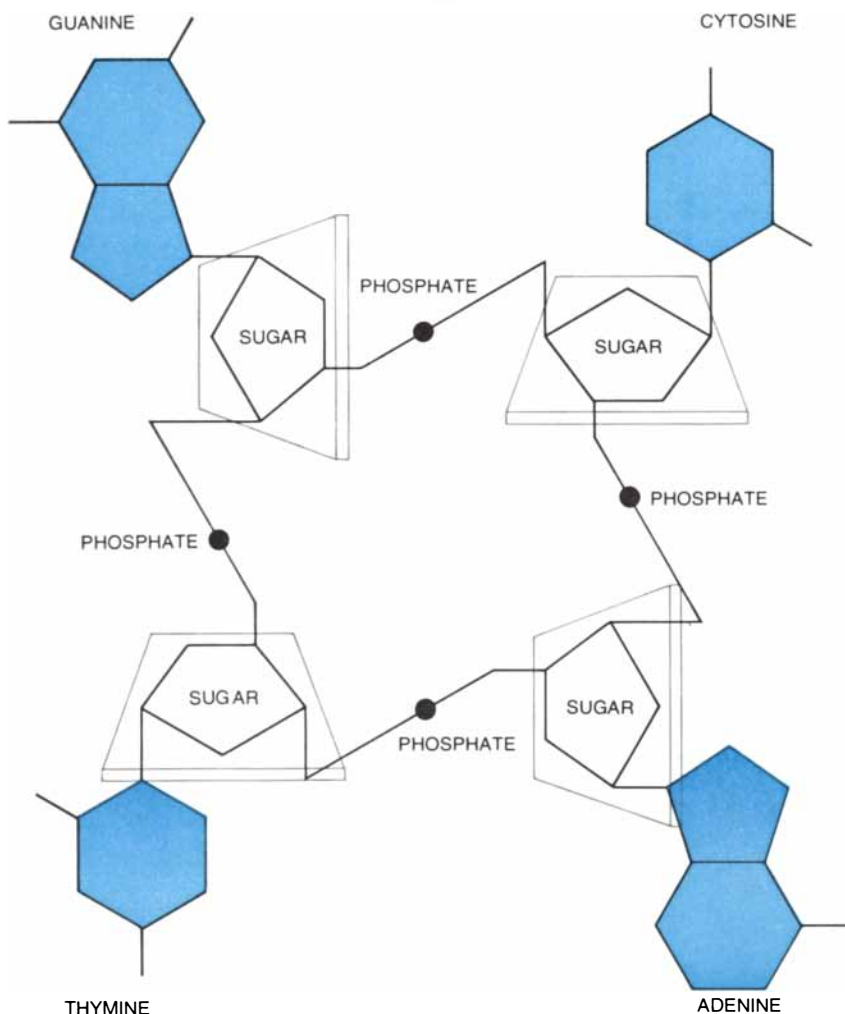 GUANINE
CYTOSINE
PHOSPHATE
SUGAR
SUGAR
PHOSPHATE
PHOSPHATE
SUGAR
SUGAR
PHOSPHATE
THYMINE
ADENINE